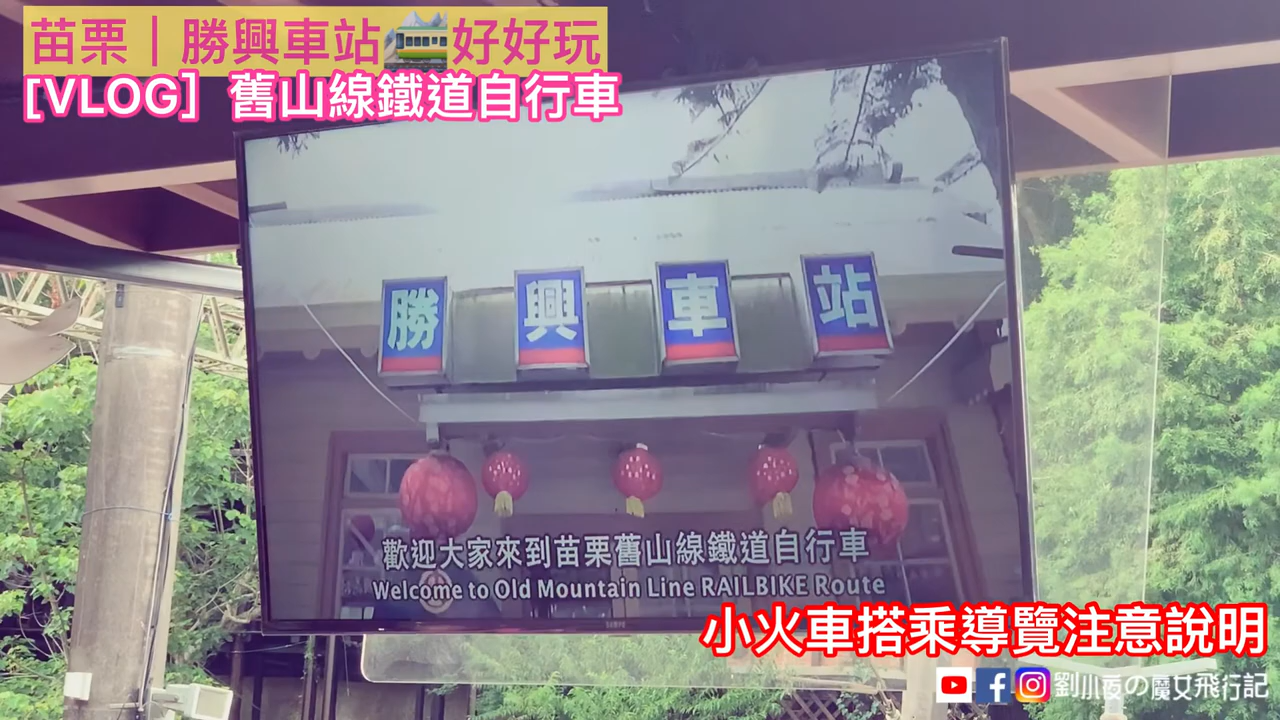 苗栗｜勝興車站🚞好好玩
[VLOG] 舊山線鐵道自行車
勝興車站
歡迎大家來到苗栗舊山線鐵道自行車
Welcome to Old Mountain Line RAILBIKE Route
小火車搭乘導覽注意說明
劉小夜の魔女飛行記